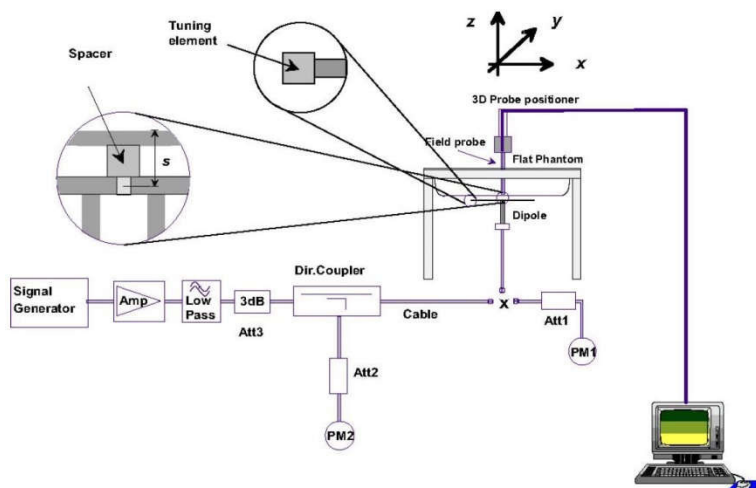 Tuning
element
z
y
x
Spacer
3D Probe positioner
s
Field probe
Flat Phantom
Dipole
Dir.Coupler
Signal
Generator
Amp
Low
Pass
3dB
Cable
x
Att3
Att1
PM1
Att2
PM2